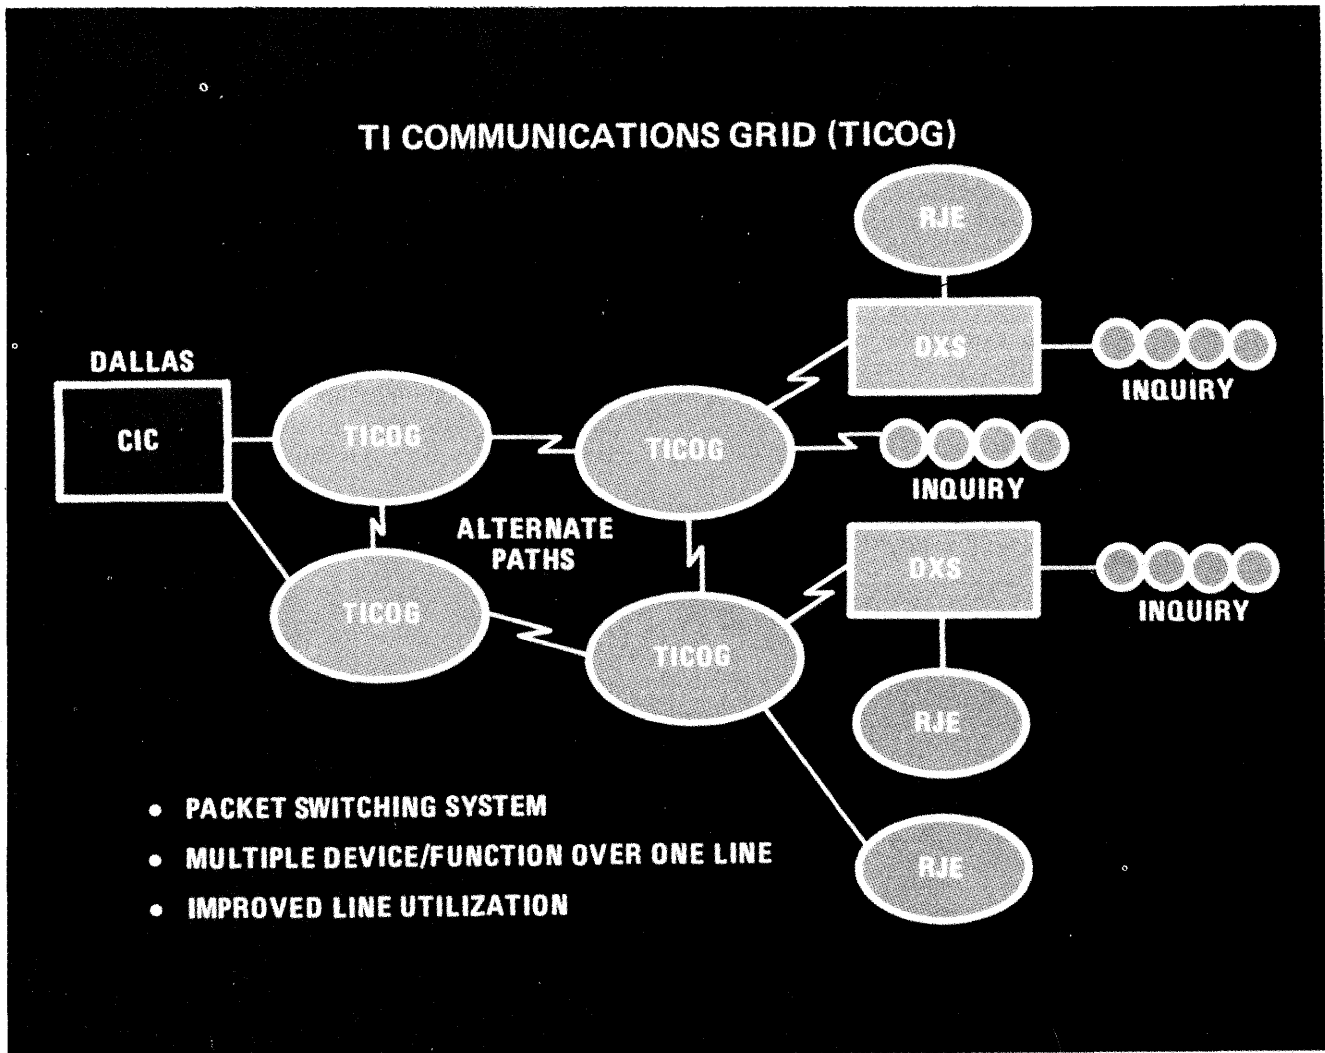 TI COMMUNICATIONS GRID (TICOG)
RJE
DXS
INQUIRY
DALLAS
CIC
TICOG
TICOG
INQUIRY
ALTERNATE
PATHS
DXS
INQUIRY
TICOG
TICOG
RJE
RJE
• PACKET SWITCHING SYSTEM
• MULTIPLE DEVICE/FUNCTION OVER ONE LINE
• IMPROVED LINE UTILIZATION